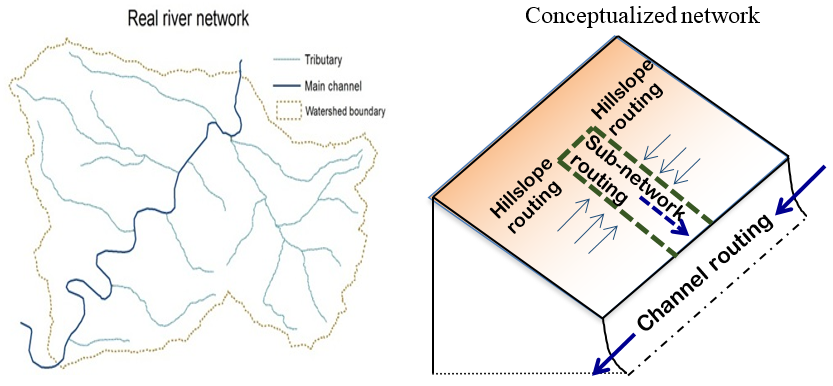 Real river network
Tributary
Main channel
Watershed boundary
Conceptualized network
Hillslope
routing
Sub-network
routing
Hillslope
routing
Channel routing